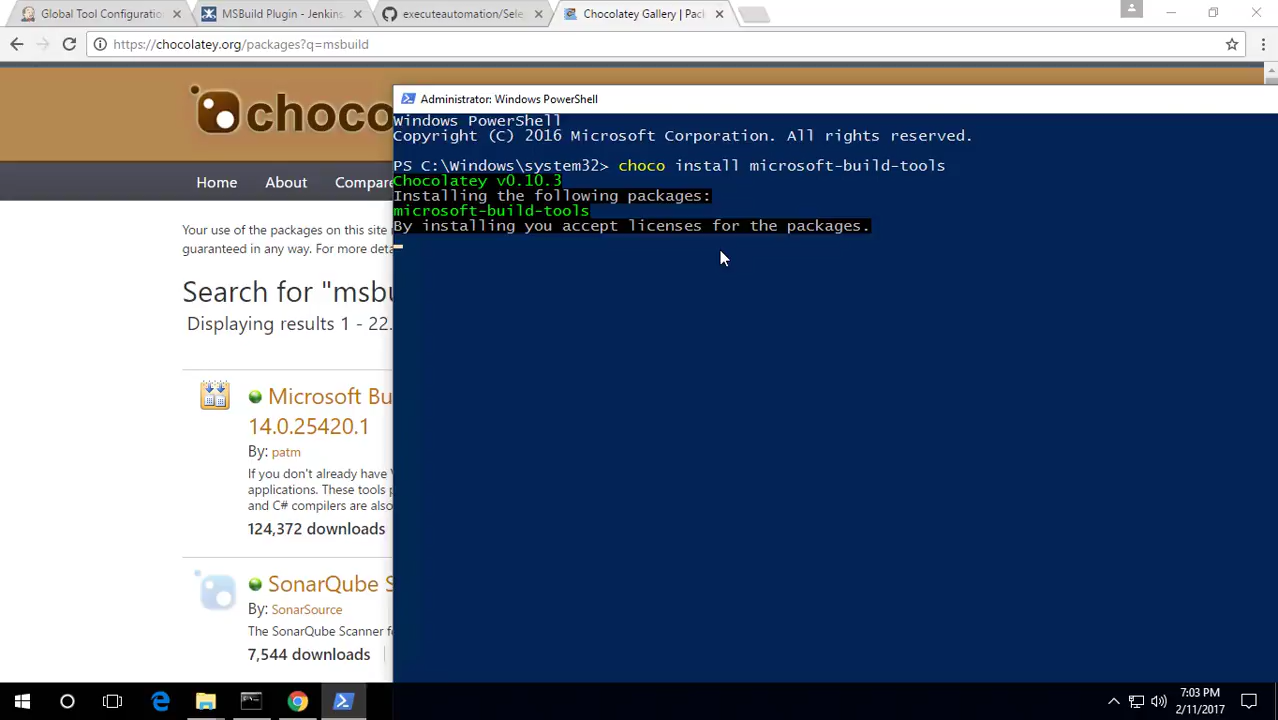 Global Tool Configuratio
MSBuild Plugin - Jenkins
executeautomation/Sele
Chocolatey Gallery | Pac
https://chocolatey.org/packages?q=msbuild
choco
Home
About
Compare
Your use of the packages on this site
guaranteed in any way. For more deta
Search for "msbu
Displaying results 1 - 22.
Microsoft Bu
14.0.25420.1
By: patm
If you don't already have V
applications. These tools p
and C# compilers are also
124,372 downloads
SonarQube S
By: SonarSource
The SonarQube Scanner fo
7,544 downloads
Administrator: Windows PowerShell
Windows PowerShell
Copyright (C) 2016 Microsoft Corporation. All rights reserved.
PS C:\Windows\system32> choco install microsoft-build-tools
Chocolatey v0.10.3
Installing the following packages:
microsoft-build-tools
By installing you accept licenses for the packages.
7:03 PM
2/11/2017